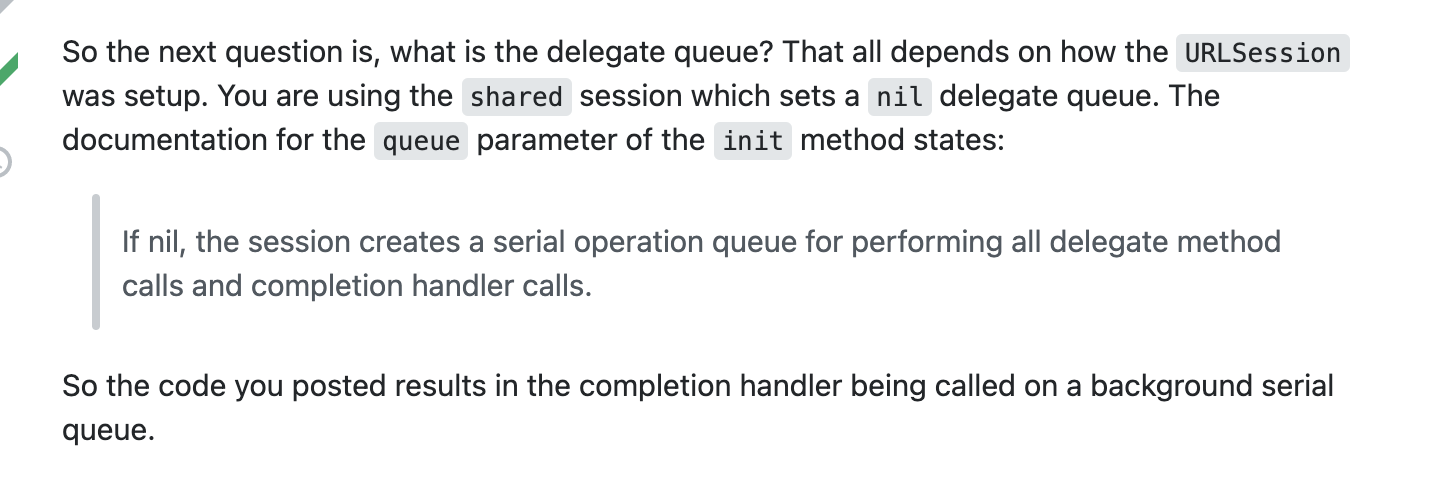 So the next question is, what is the delegate queue? That all depends on how the URLSession
was setup. You are using the shared session which sets a nil delegate queue. The
documentation for the queue parameter of the init method states:
If nil, the session creates a serial operation queue for performing all delegate method
calls and completion handler calls.
So the code you posted results in the completion handler being called on a background serial
queue.